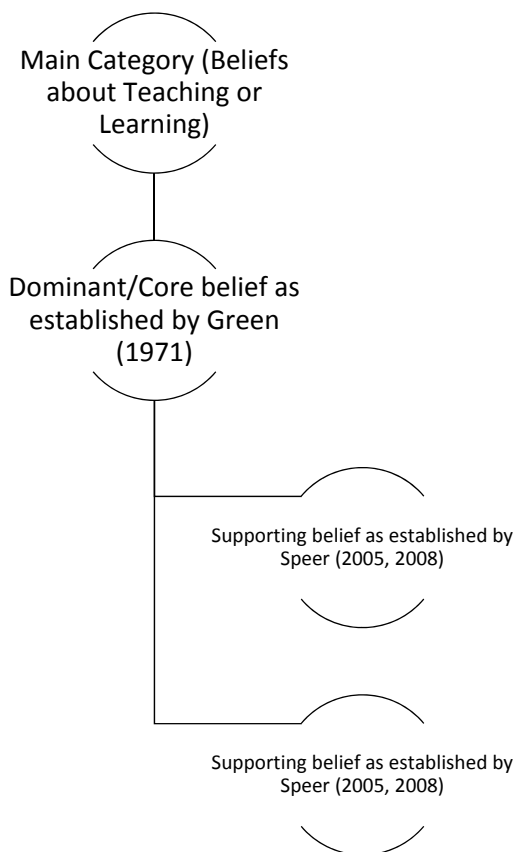 Main Category (Beliefs
about Teaching or
Learning)
Dominant/Core belief as
established by Green
(1971)
Supporting belief as established by
Speer (2005, 2008)
Supporting belief as established by
Speer (2005, 2008)